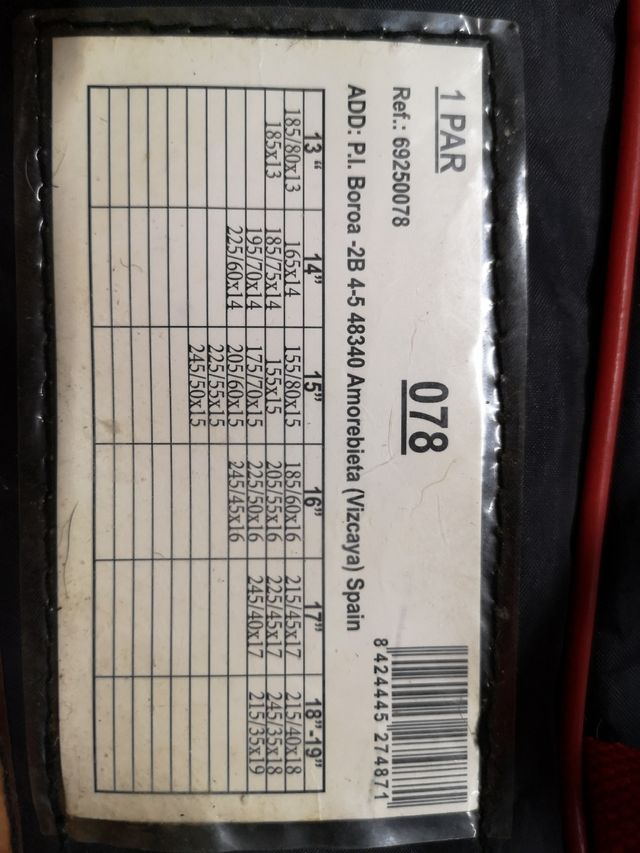 1 PAR
078
Ref.: 69250078
8 424445 274871
ADD: P.I. Boroa -2B 4-5 48340 Amorebieta (Vizcaya) Spain
13 “ 14” 15” 16” 17” 18”-19”
185/80x13 165x14 155/80x15 185/60x16 215/45x17 215/40x18
185x13 185/75x14 155x15 205/55x16 225/45x17 245/35x18
195/70x14 175/70x15 225/50x16 245/40x17 215/35x19
225/60x14 205/60x15 245/45x16
225/55x15
245/50x15